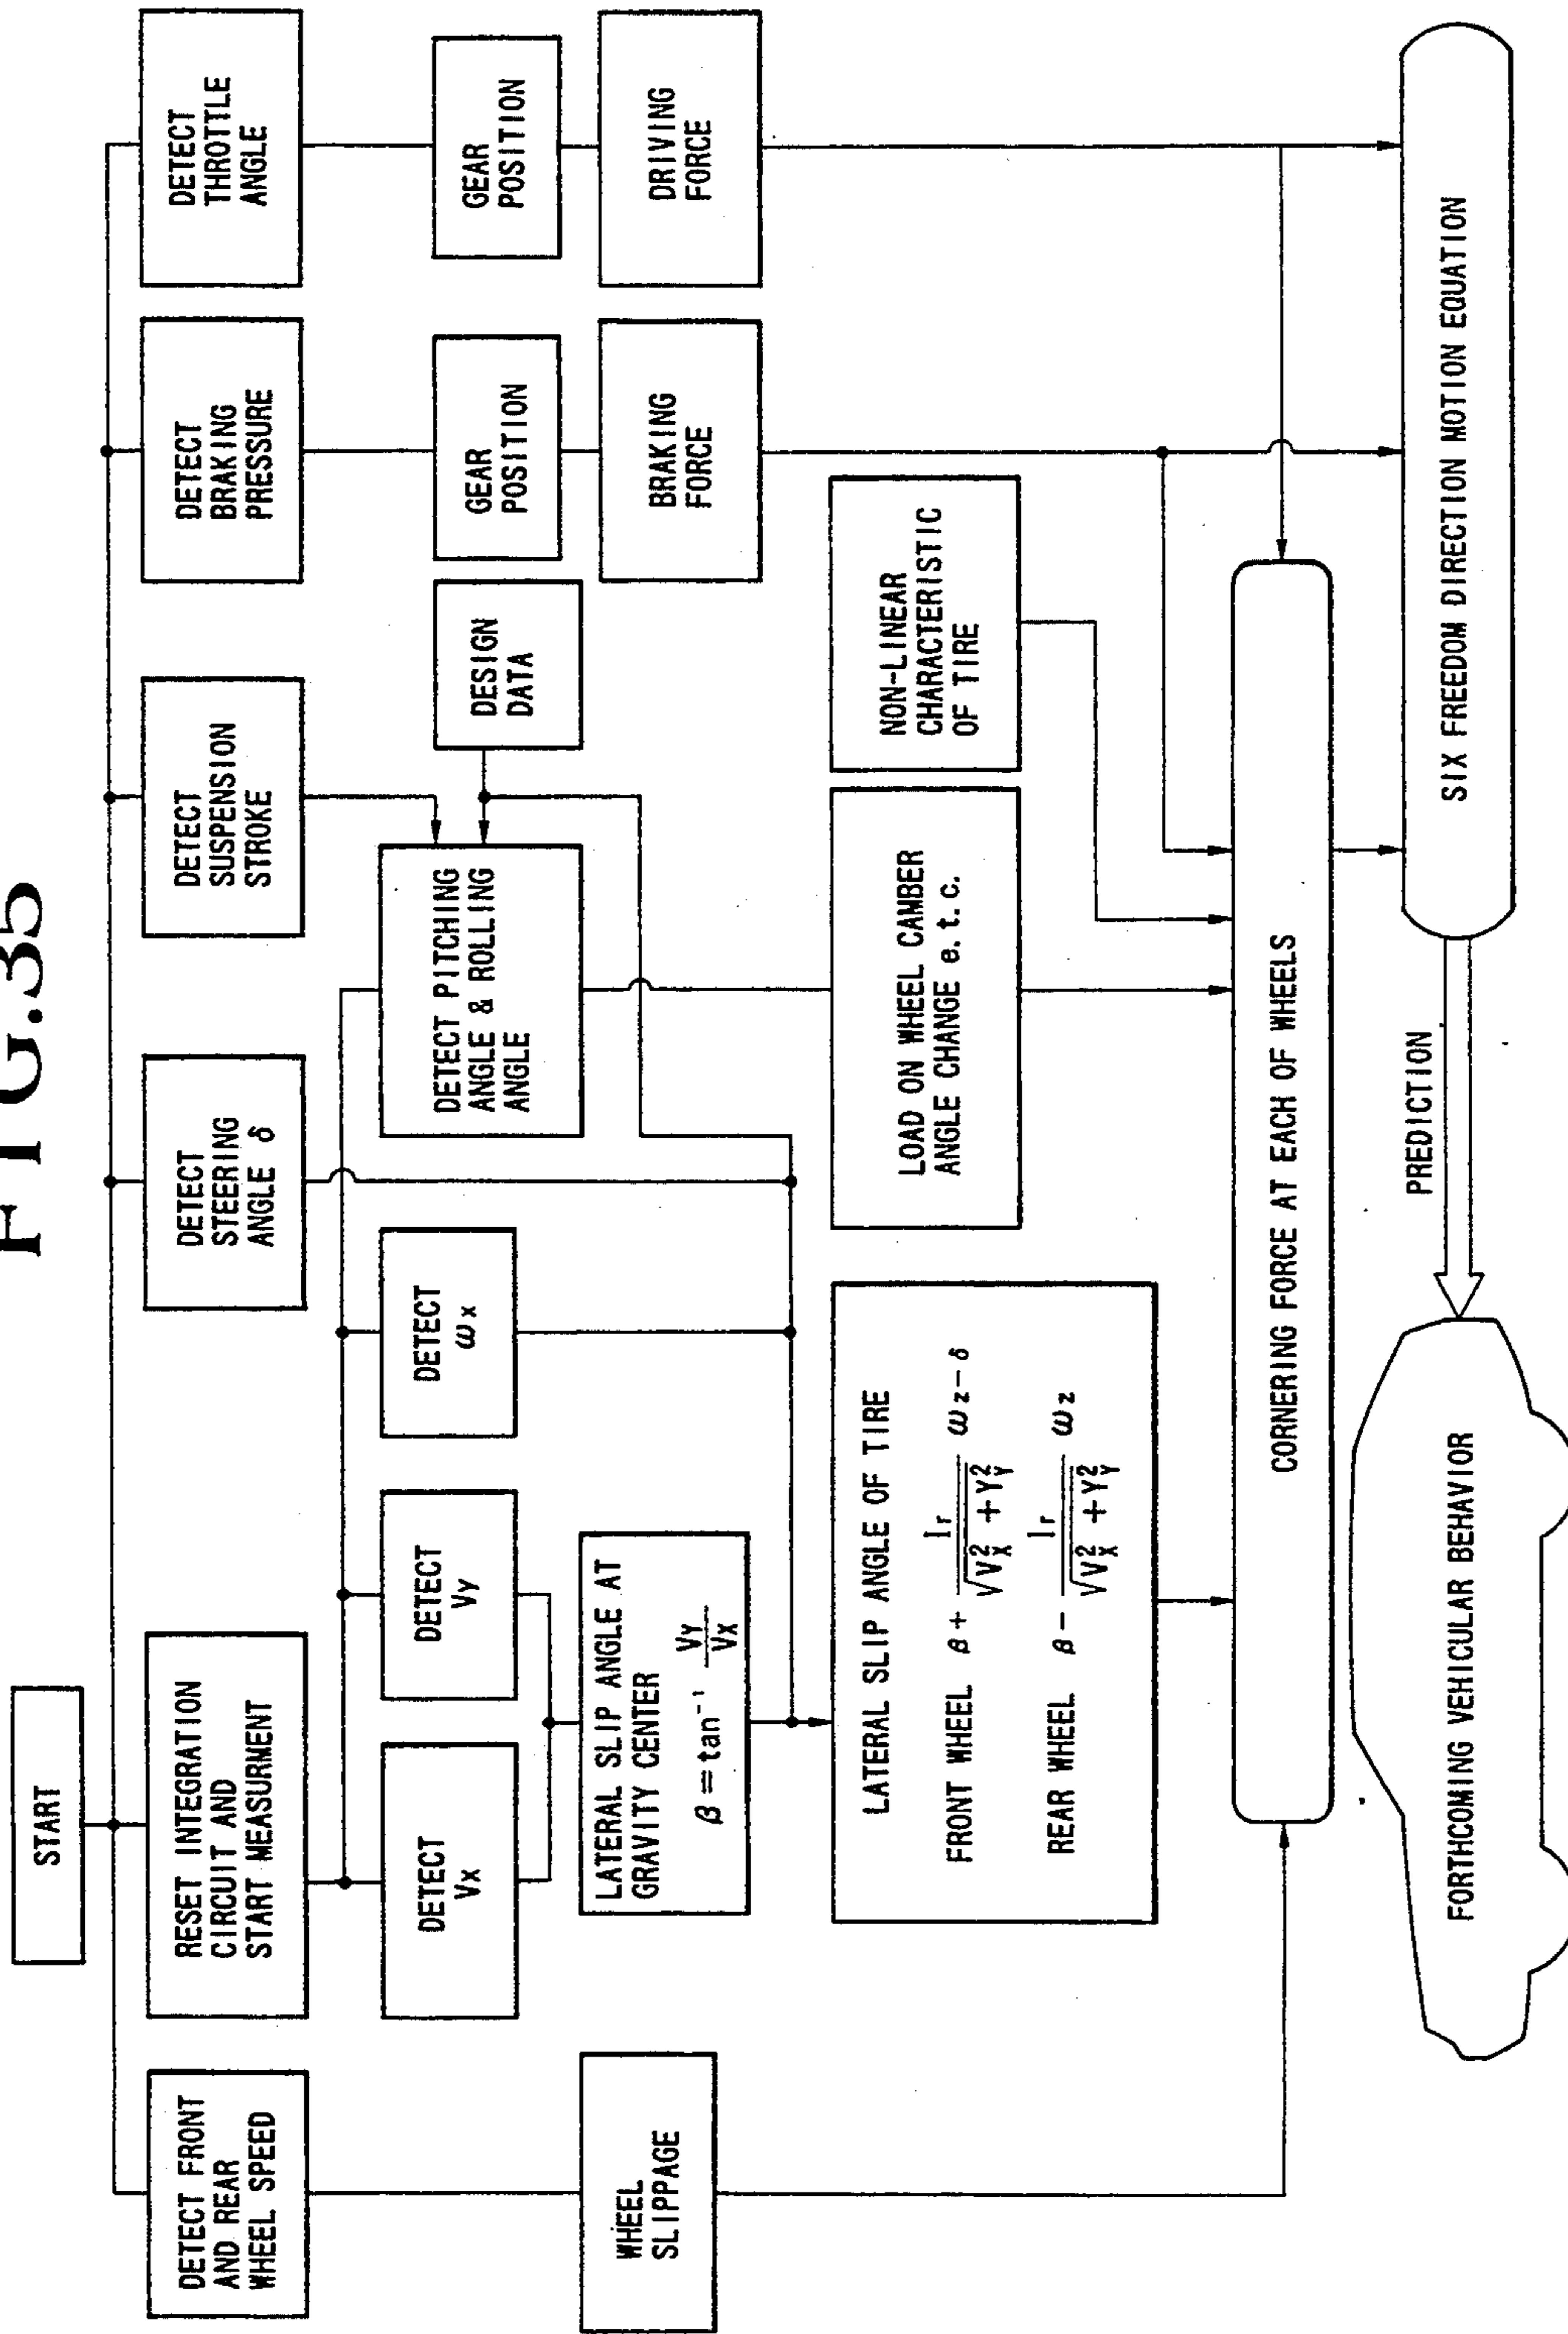 FIG.35
START
DETECT FRONT
AND REAR
WHEEL SPEED
RESET INTEGRATION
CIRCUIT AND
START MEASURMENT
DETECT
STEERING
ANGLE δ
DETECT
SUSPENSION
STROKE
DETECT
BRAKING
PRESSURE
DETECT
THROTTLE
ANGLE
DETECT
Vx
DETECT
Vy
DETECT
ωx
DETECT PITCHING
ANGLE & ROLLING
ANGLE
DESIGN
DATA
GEAR
POSITION
GEAR
POSITION
WHEEL
SLIPPAGE
LATERAL SLIP ANGLE AT
GRAVITY CENTER
β = tan⁻¹ Vy/Vx
BRAKING
FORCE
DRIVING
FORCE
LATERAL SLIP ANGLE OF TIRE
FRONT WHEEL β + lr/√(Vx² + Yy²) ωz-δ
REAR WHEEL β − lr/√(Vx² + Yy²) ωz
LOAD ON WHEEL CAMBER
ANGLE CHANGE e.t.c.
NON-LINEAR
CHARACTERISTIC
OF TIRE
CORNERING FORCE AT EACH OF WHEELS
FORTHCOMING VEHICULAR BEHAVIOR
PREDICTION
SIX FREEDOM DIRECTION MOTION EQUATION